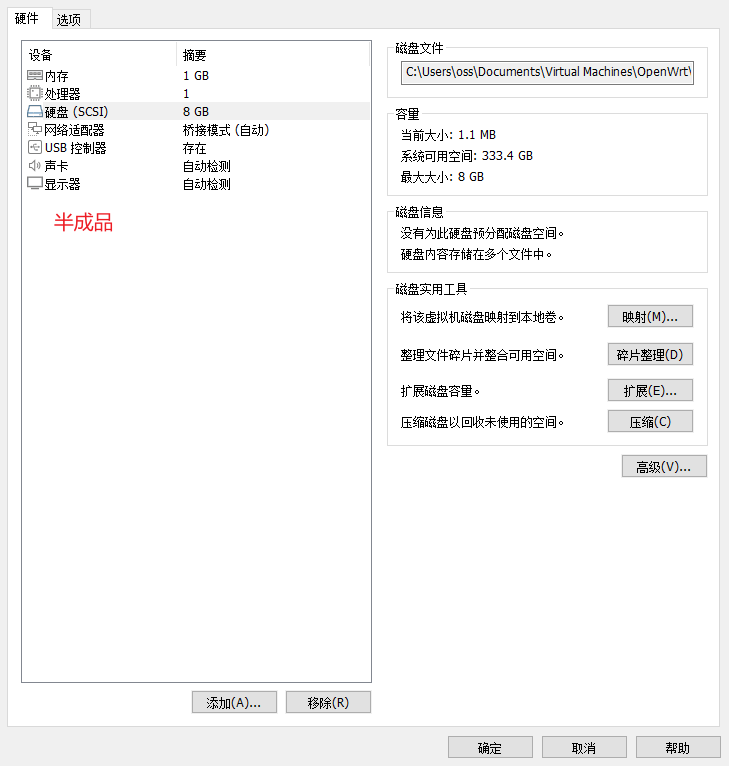 硬件 选项
设备 摘要
内存 1 GB
处理器 1
硬盘 (SCSI) 8 GB
网络适配器 桥接模式 (自动)
USB 控制器 存在
声卡 自动检测
显示器 自动检测
半成品
添加(A)... 移除(R)
磁盘文件
C:\Users\oss\Documents\Virtual Machines\OpenWrt\
容量
当前大小: 1.1 MB
系统可用空间: 333.4 GB
最大大小: 8 GB
磁盘信息
没有为此硬盘预分配磁盘空间。
硬盘内容存储在多个文件中。
磁盘实用工具
将该虚拟机磁盘映射到本地卷。 映射(M)...
整理文件碎片并整合可用空间。 碎片整理(D)
扩展磁盘容量。 扩展(E)...
压缩磁盘以回收未使用的空间。 压缩(C)
高级(V)...
确定 取消 帮助